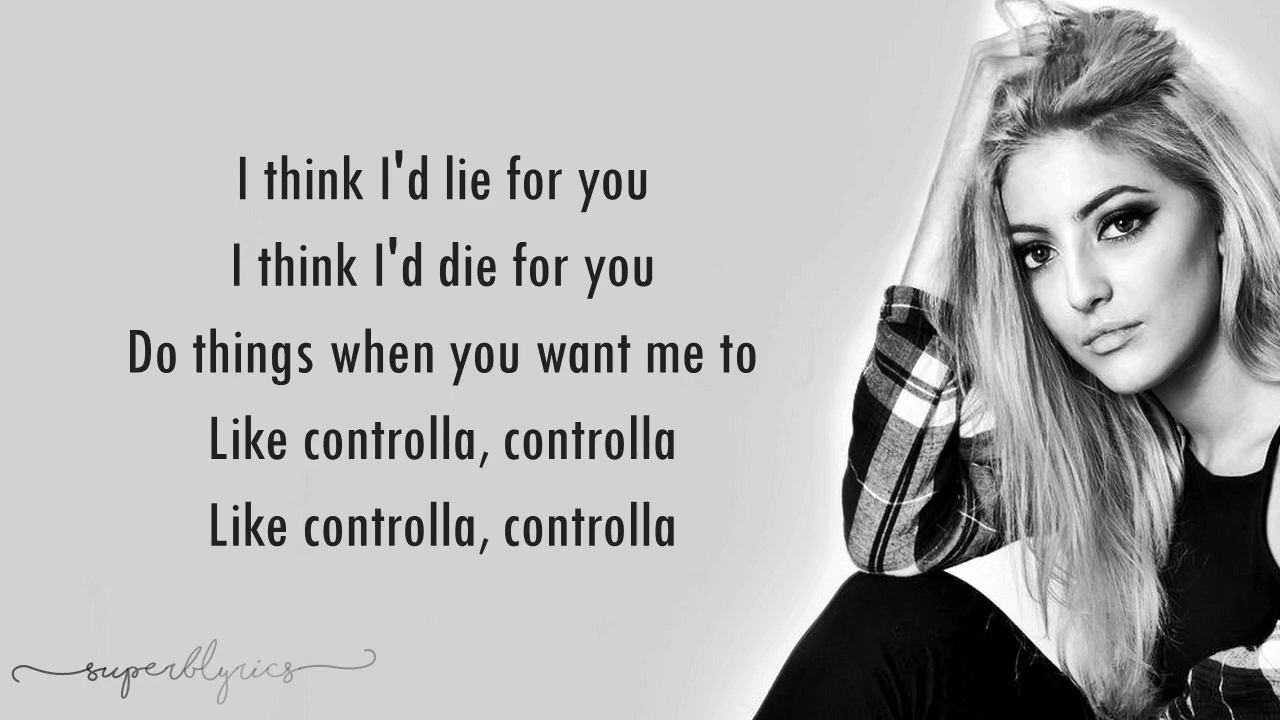 I think I'd lie for you
I think I'd die for you
Do things when you want me to
Like controlla, controlla
Like controlla, controlla
superblyrics